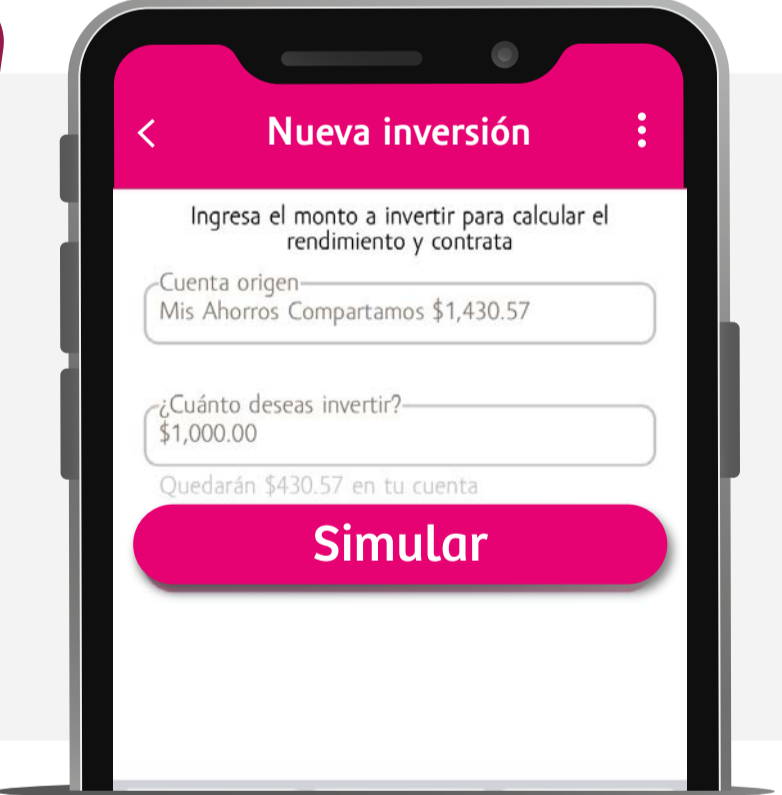 Nueva inversión
Ingresa el monto a invertir para calcular el
rendimiento y contrata
Cuenta origen
Mis Ahorros Compartamos $1,430.57
¿Cuánto deseas invertir?
$1,000.00
Quedarán $430.57 en tu cuenta
Simular